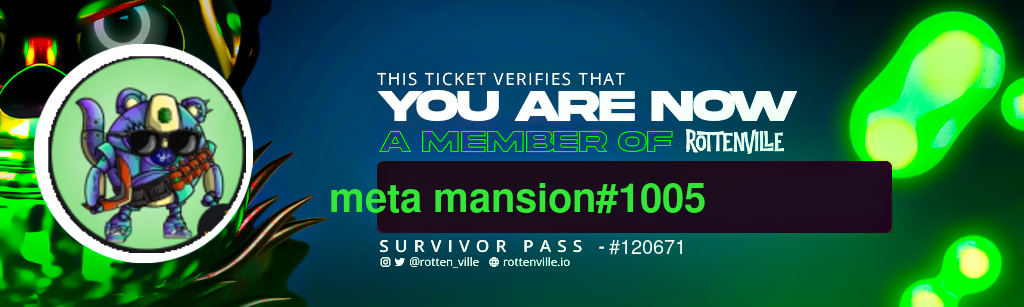 THIS TICKET VERIFIES THAT
YOU ARE NOW
A MEMBER OF ROTTENVILLE
meta mansion#1005
SURVIVOR PASS - #120671
@rotten_ville rottenville.io